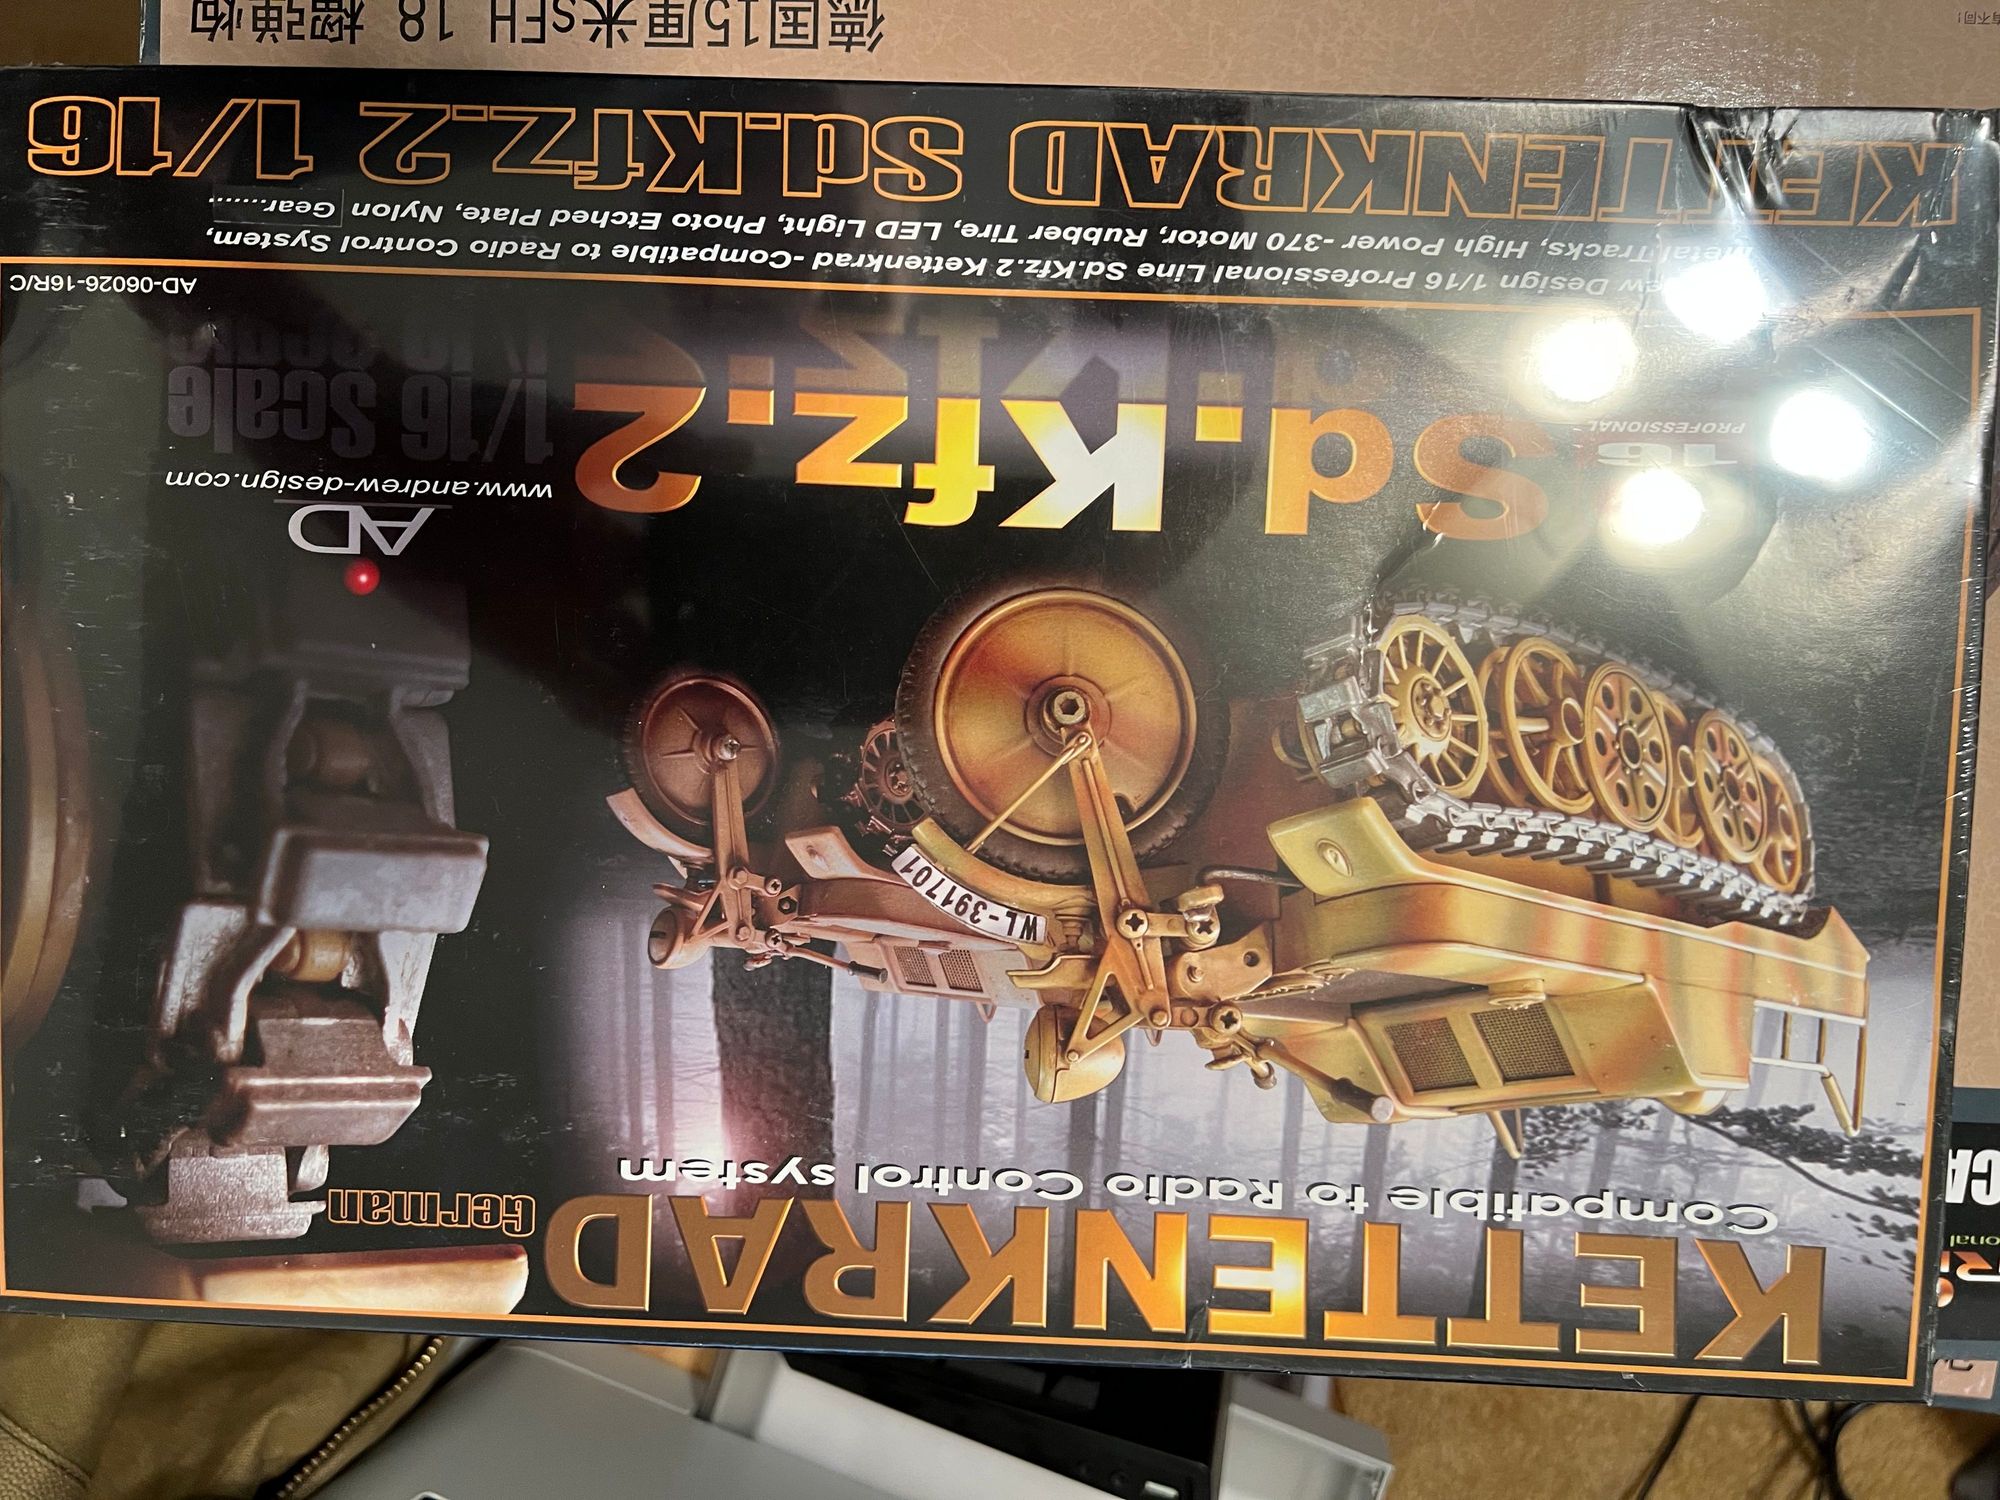 KETTENKRAD
German
Compatible to Radio Control system
WL-391701
AD
www.andrew-design.com
16
PROFESSIONAL
Sd.Kfz.2
1/16 Scale
AD-06026-16R/C
Design 1/16 Professional Line Sd.Kfz.2 Kettenkrad -Compatible to Radio Control System,
Metal Tracks, High Power -370 Motor, Rubber Tire, LED Light, Photo Etched Plate, Nylon Gear.......
KETTENKRAD Sd.Kfz.2 1/16
德国15厘米sFH 18 榴弹炮